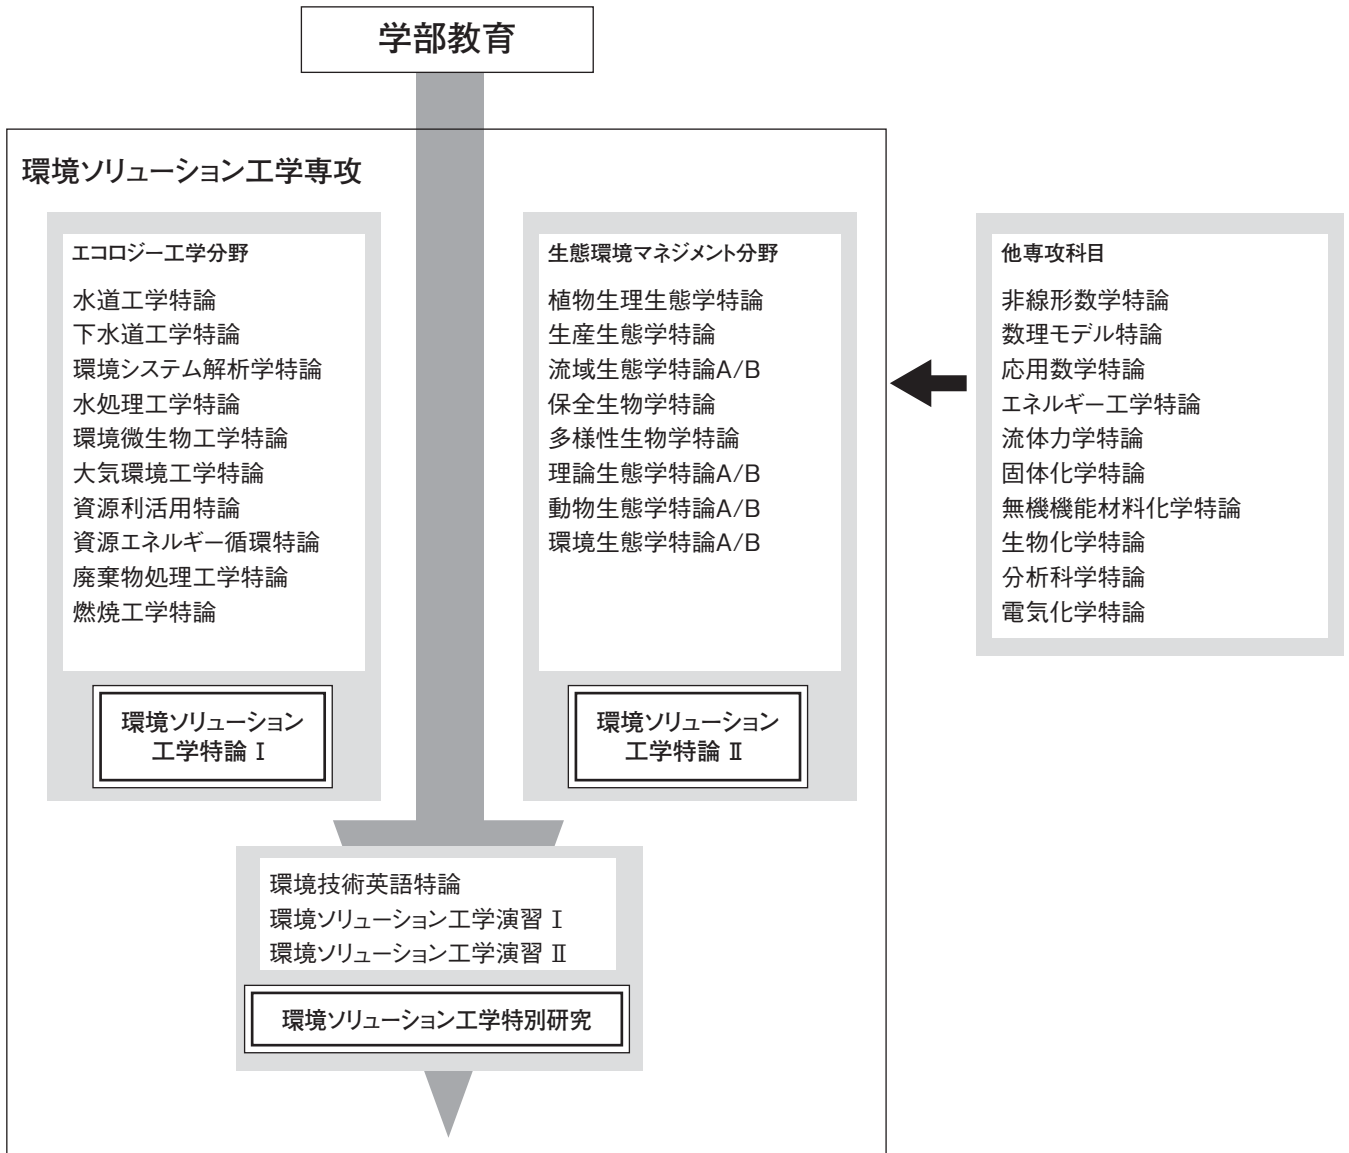 学部教育
環境ソリューション工学専攻
エコロジー工学分野
水道工学特論
下水道工学特論
環境システム解析学特論
水処理工学特論
環境微生物工学特論
大気環境工学特論
資源利活用特論
資源エネルギー循環特論
廃棄物処理工学特論
燃焼工学特論
環境ソリューション
工学特論 Ⅰ
生態環境マネジメント分野
植物生理生態学特論
生産生態学特論
流域生態学特論A/B
保全生物学特論
多様性生物学特論
理論生態学特論A/B
動物生態学特論A/B
環境生態学特論A/B
環境ソリューション
工学特論 Ⅱ
他専攻科目
非線形数学特論
数理モデル特論
応用数学特論
エネルギー工学特論
流体力学特論
固体化学特論
無機機能材料化学特論
生物化学特論
分析科学特論
電気化学特論
環境技術英語特論
環境ソリューション工学演習 Ⅰ
環境ソリューション工学演習 Ⅱ
環境ソリューション工学特別研究